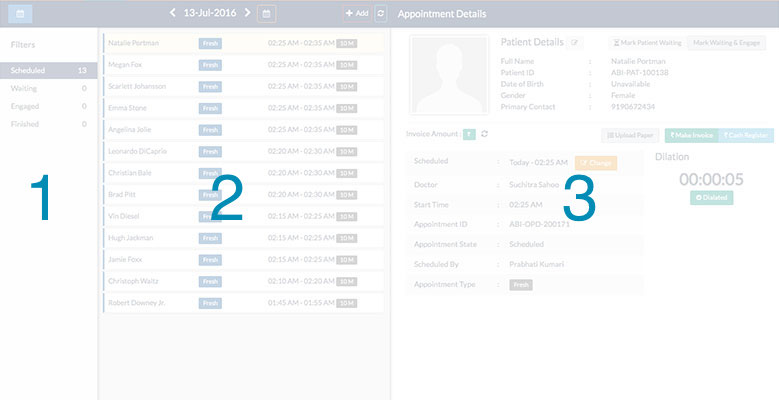 13-Jul-2016 + Add Appointment Details
Filters
Scheduled 13
Waiting 0
Engaged 0
Finished 0
1
Natalie Portman Fresh 02:25 AM - 02:35 AM 10 M
Megan Fox Fresh 02:25 AM - 02:35 AM 10 M
Scarlett Johansson Fresh 02:25 AM - 02:35 AM 10 M
Emma Stone Fresh 02:25 AM - 02:35 AM 10 M
Angelina Jolie Fresh 02:25 AM - 02:35 AM 10 M
Leonardo DiCaprio Fresh 02:20 AM - 02:30 AM 10 M
Christian Bale Fresh 02:20 AM - 02:30 AM 10 M
Brad Pitt Fresh 02:20 AM - 02:30 AM 10 M
Vin Diesel Fresh 02:15 AM - 02:25 AM 10 M
Hugh Jackman Fresh 02:15 AM - 02:25 AM 10 M
Jamie Foxx Fresh 02:15 AM - 02:25 AM 10 M
Christoph Waltz Fresh 02:10 AM - 02:20 AM 10 M
Robert Downey Jr. Fresh 01:45 AM - 01:55 AM 10 M
2
Patient Details Mark Patient Waiting Mark Waiting & Engage
Full Name : Natalie Portman
Patient ID : ABI-PAT-100138
Date of Birth : Unavailable
Gender : Female
Primary Contact : 9190672434
Invoice Amount : ₹ Upload Paper ₹ Make Invoice ₹ Cash Register
Scheduled : Today - 02:25 AM Change
Doctor : Suchitra Sahoo
Start Time : 02:25 AM
Appointment ID : ABI-OPD-200171
Appointment State : Scheduled
Scheduled By : Prabhati Kumari
Appointment Type : Fresh
3
Dilation
00:00:05
Dialated